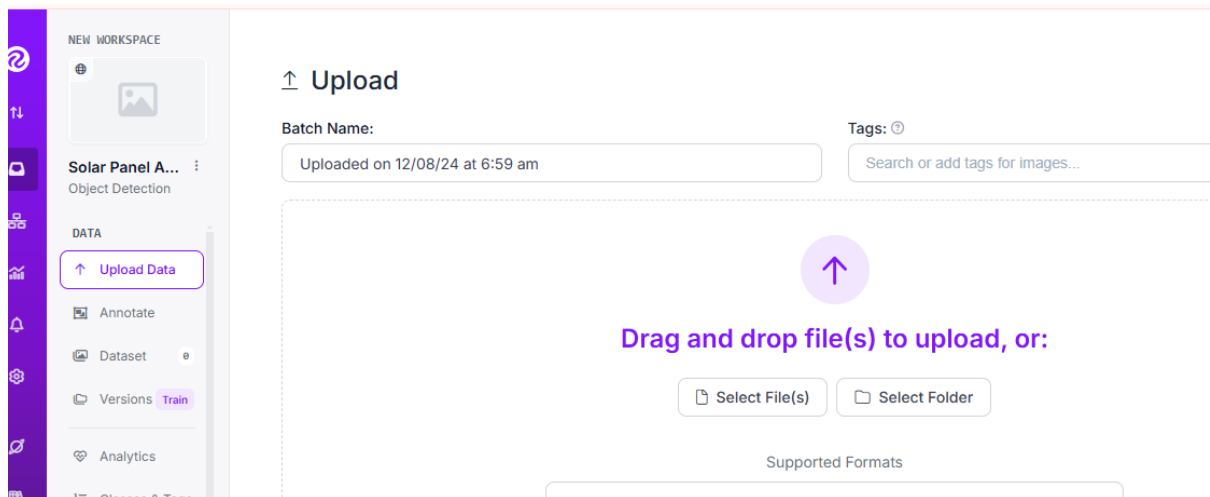 NEW WORKSPACE
Solar Panel A...
Object Detection
DATA
Upload Data
Annotate
Dataset 0
Versions Train
Analytics
Classes & Tags
Upload
Batch Name:
Uploaded on 12/08/24 at 6:59 am
Tags:
Search or add tags for images...
Drag and drop file(s) to upload, or:
Select File(s)
Select Folder
Supported Formats